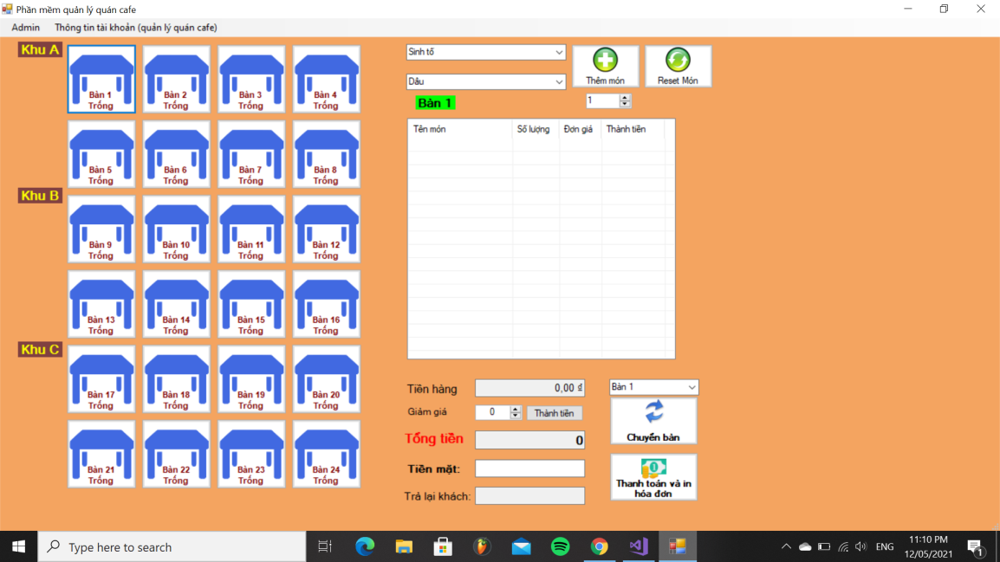 Phần mềm quản lý quán cafe
Admin Thông tin tài khoản (quản lý quán cafe)
Khu A
Bàn 1
Trống
Bàn 2
Trống
Bàn 3
Trống
Bàn 4
Trống
Bàn 5
Trống
Bàn 6
Trống
Bàn 7
Trống
Bàn 8
Trống
Khu B
Bàn 9
Trống
Bàn 10
Trống
Bàn 11
Trống
Bàn 12
Trống
Bàn 13
Trống
Bàn 14
Trống
Bàn 15
Trống
Bàn 16
Trống
Khu C
Bàn 17
Trống
Bàn 18
Trống
Bàn 19
Trống
Bàn 20
Trống
Bàn 21
Trống
Bàn 22
Trống
Bàn 23
Trống
Bàn 24
Trống
Sinh tố
Dâu
Thêm món
Reset Món
Bàn 1
1
Tên món Số lượng Đơn giá Thành tiền
Tiền hàng 0,00 ₫
Giảm giá 0 Thành tiền
Tổng tiền 0
Tiền mặt:
Trả lại khách:
Bàn 1
Chuyển bàn
Thanh toán và in
hóa đơn
Type here to search
ENG
11:10 PM
12/05/2021
1